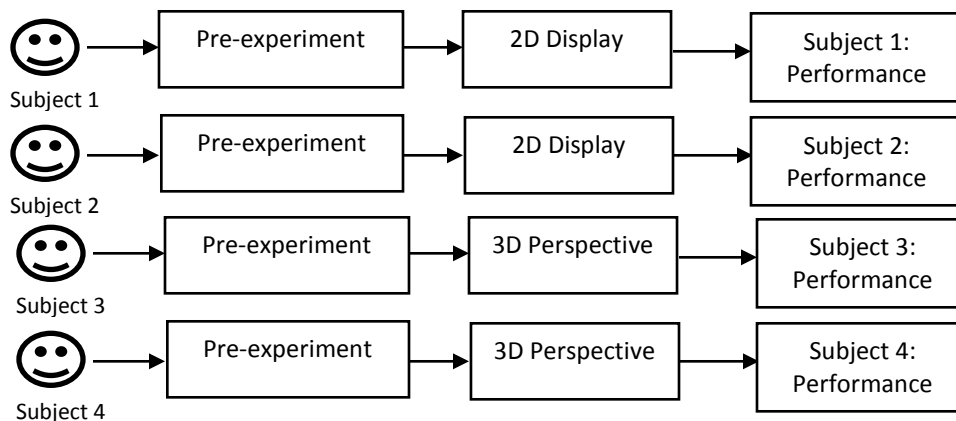 Pre-experiment
2D Display
Subject 1:
Performance
Subject 1
Pre-experiment
2D Display
Subject 2:
Performance
Subject 2
Pre-experiment
3D Perspective
Subject 3:
Performance
Subject 3
Pre-experiment
3D Perspective
Subject 4:
Performance
Subject 4